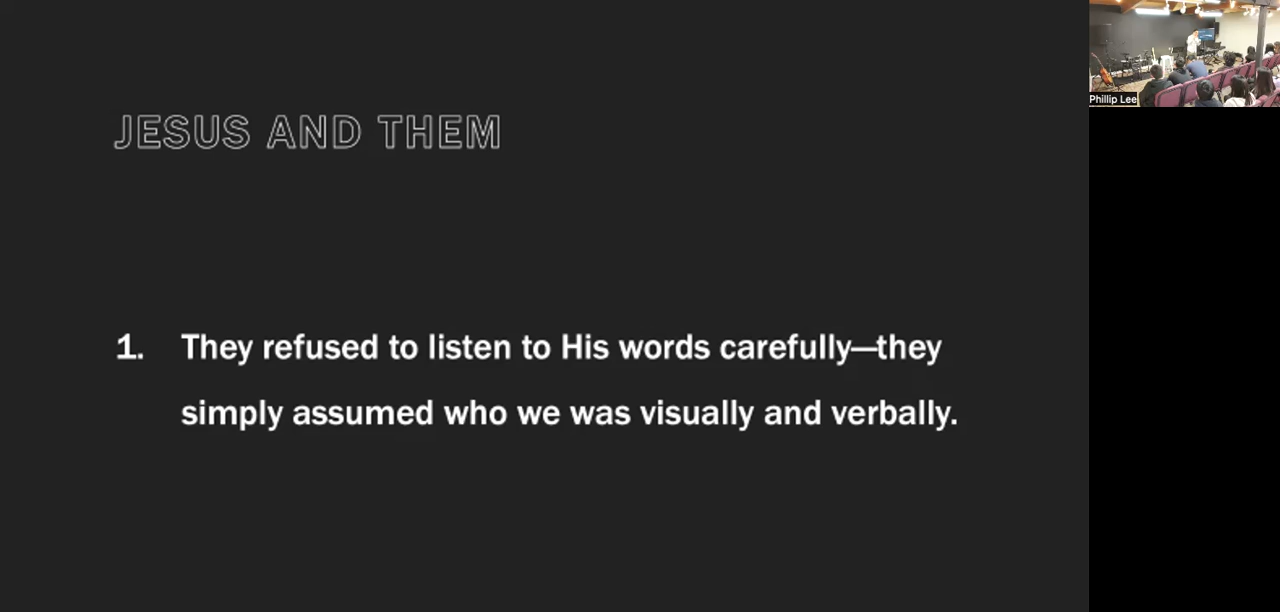 JESUS AND THEM
1. They refused to listen to His words carefully—they
simply assumed who we was visually and verbally.
Phillip Lee